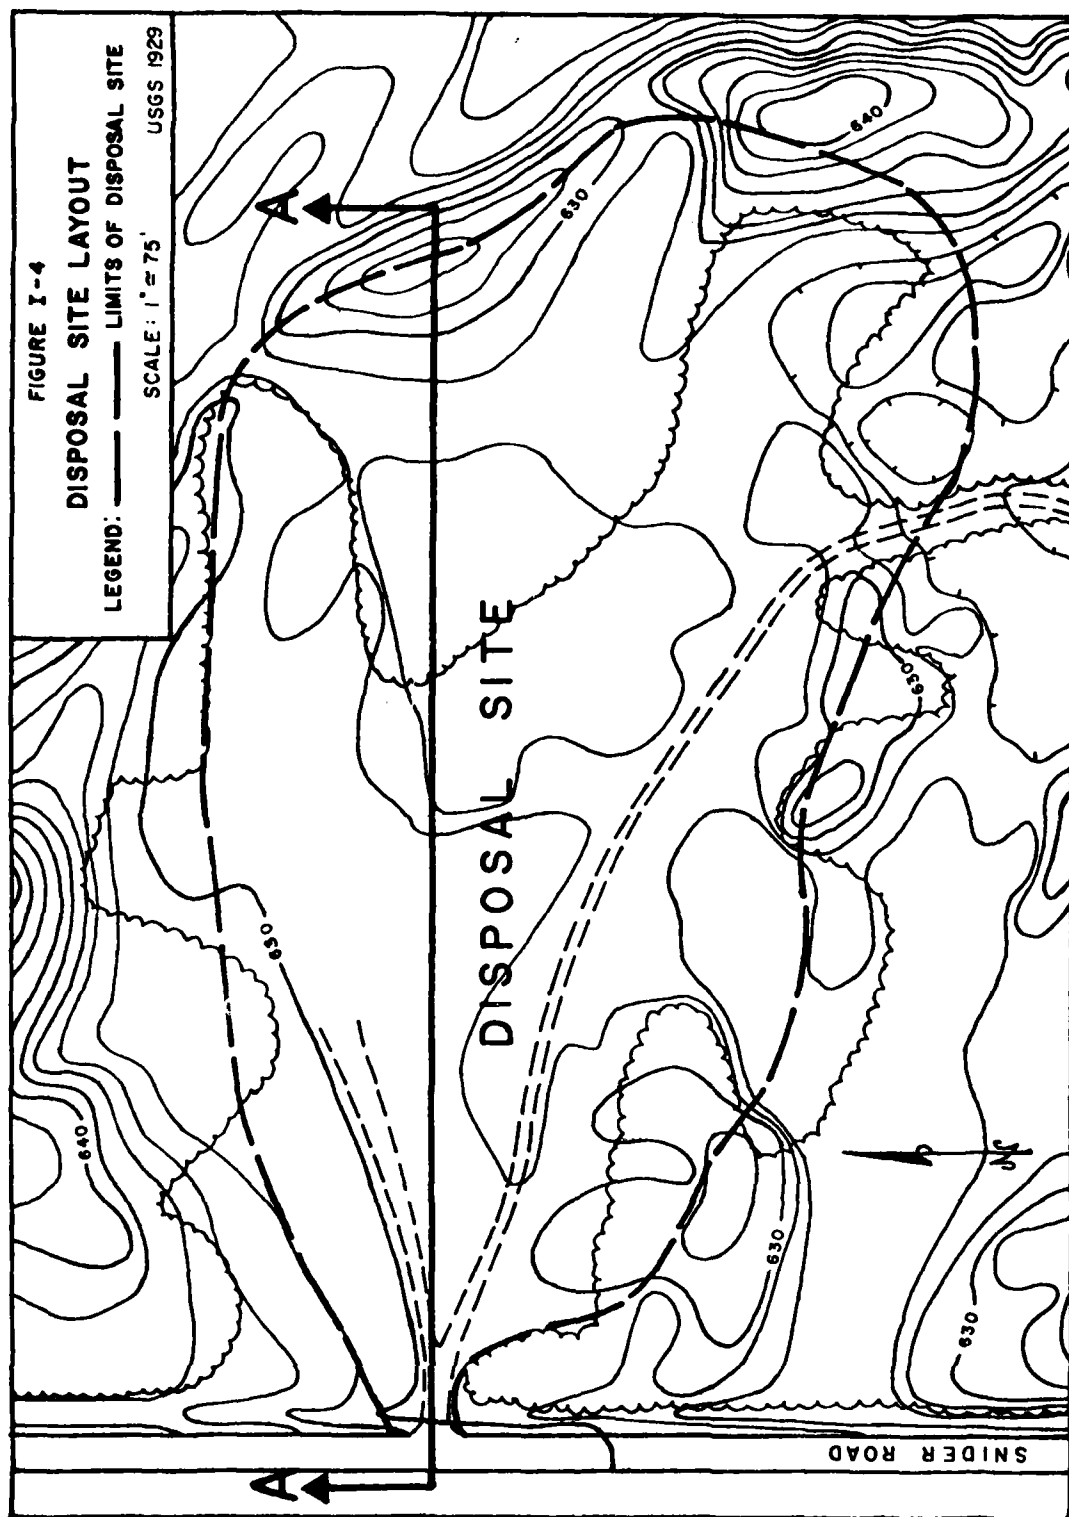 FIGURE I-4
DISPOSAL SITE LAYOUT
LEGEND: LIMITS OF DISPOSAL SITE
SCALE: 1" = 75' USGS 1929
A
A
640
630
630
640
DISPOSAL SITE
630
630
630
N
SNIDER ROAD